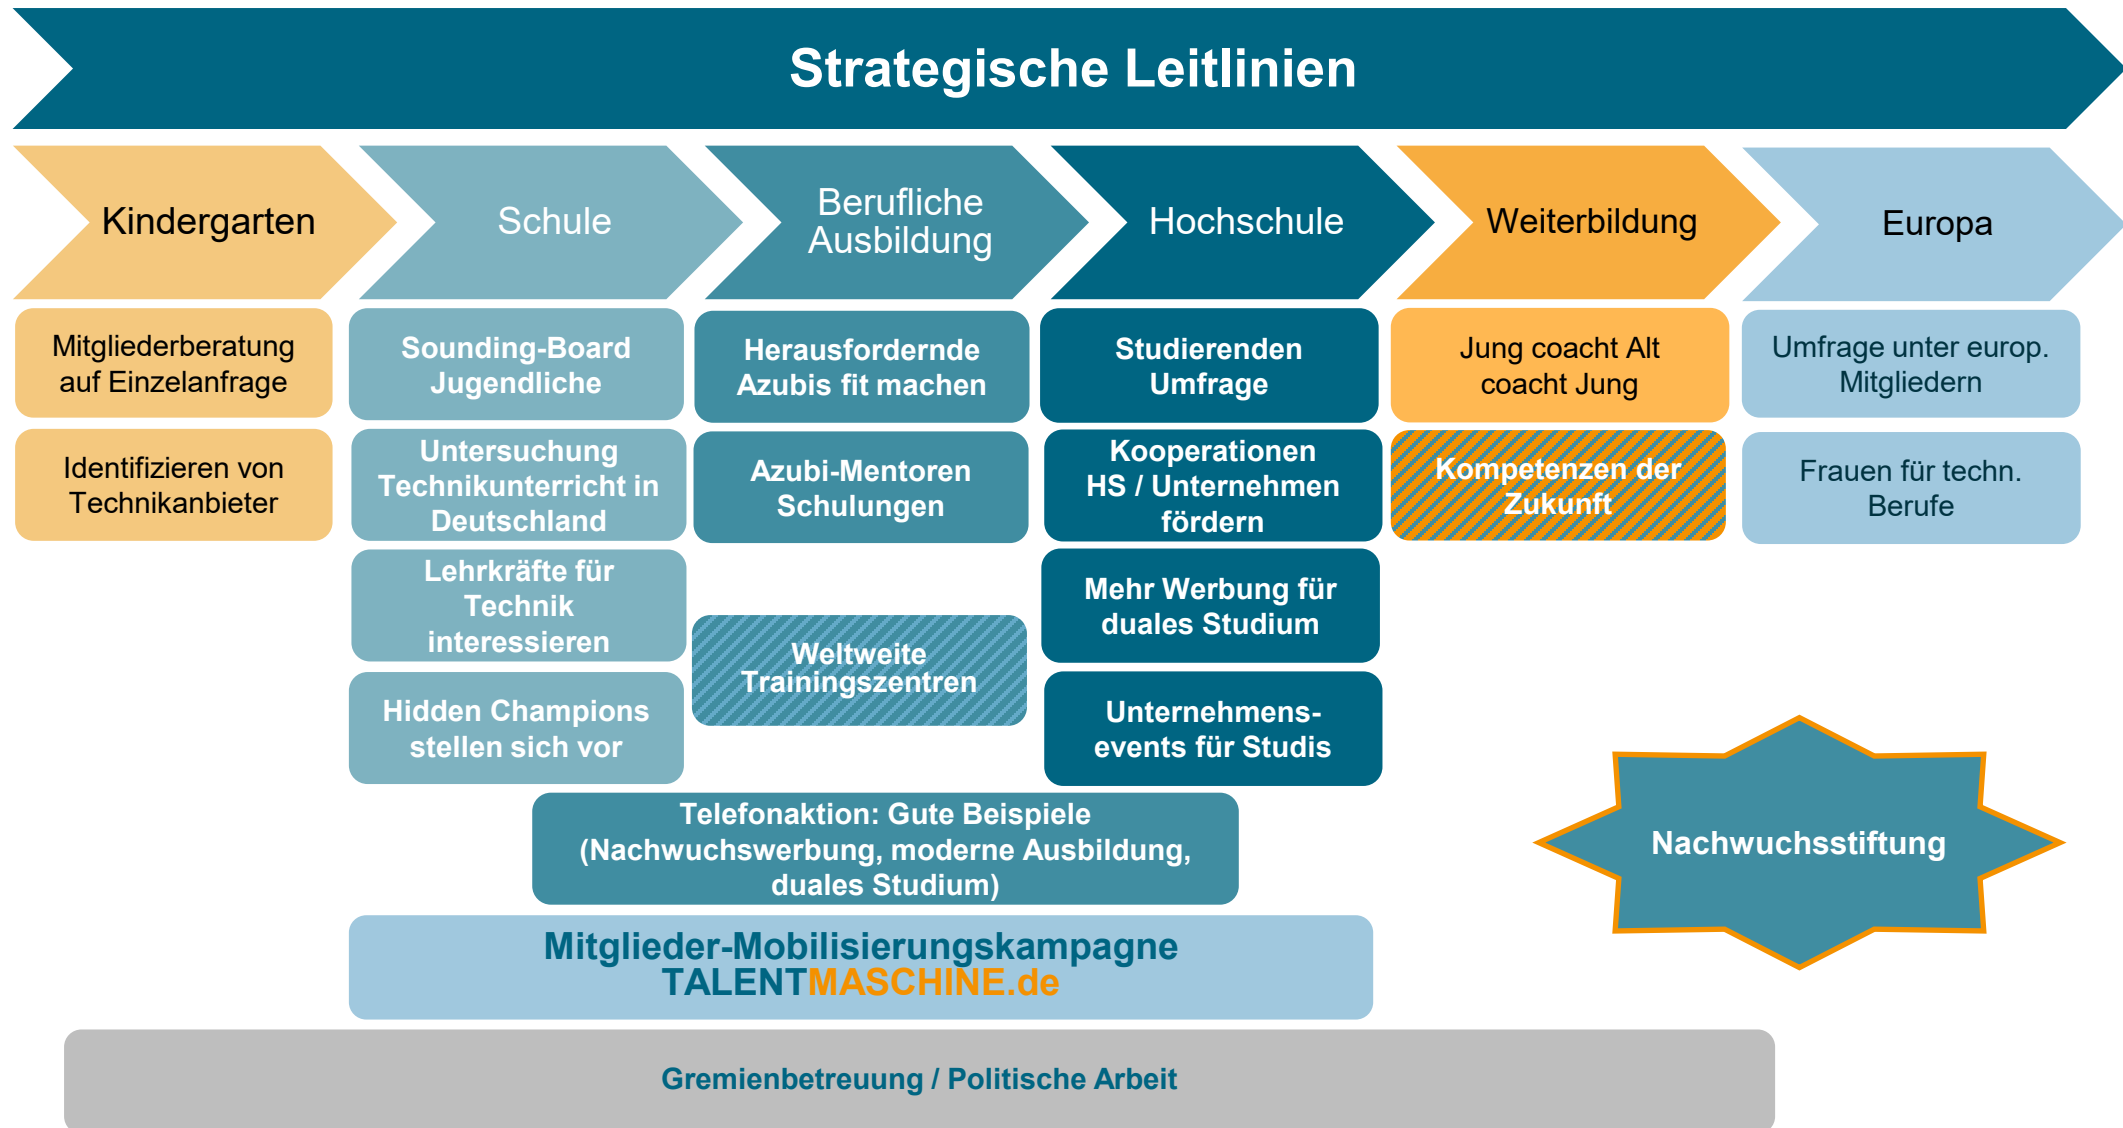 Strategische Leitlinien
Kindergarten
Schule
Berufliche
Ausbildung
Hochschule
Weiterbildung
Europa
Mitgliederberatung
auf Einzelanfrage
Identifizieren von
Technikanbieter
Sounding-Board
Jugendliche
Untersuchung
Technikunterricht in
Deutschland
Lehrkräfte für
Technik
interessieren
Hidden Champions
stellen sich vor
Herausfordernde
Azubis fit machen
Azubi-Mentoren
Schulungen
Weltweite
Trainingszentren
Studierenden
Umfrage
Kooperationen
HS / Unternehmen
fördern
Mehr Werbung für
duales Studium
Unternehmens-
events für Studis
Jung coacht Alt
coacht Jung
Kompetenzen der
Zukunft
Umfrage unter europ.
Mitgliedern
Frauen für techn.
Berufe
Telefonaktion: Gute Beispiele
(Nachwuchswerbung, moderne Ausbildung,
duales Studium)
Nachwuchsstiftung
Mitglieder-Mobilisierungskampagne
TALENTMASCHINE.de
Gremienbetreuung / Politische Arbeit